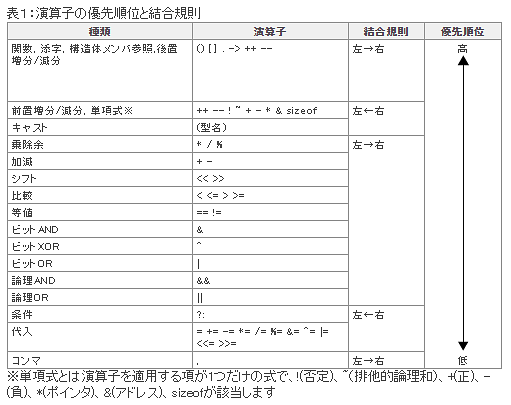 表1:演算子の優先順位と結合規則
種類 演算子 結合規則 優先順位
関数, 添字, 構造体メンバ参照,後置 () [] . -> ++ -- 左→右 高
増分/減分
前置増分/減分, 単項式※ ++ -- ! ~ + - * & sizeof 左←右
キャスト (型名)
乗除余 * / % 左→右
加減 + -
シフト << >>
比較 < <= > >=
等値 == !=
ビットAND &
ビットXOR ^
ビットOR |
論理AND &&
論理OR ||
条件 ?: 左←右
代入 = += -= *= /= %= &= ^= |=
<<= >>=
コンマ , 左→右 低
※単項式とは演算子を適用する項が1つだけの式で、!(否定)、~(排他的論理和)、+(正)、-
(負)、*(ポインタ)、&(アドレス)、sizeofが該当します